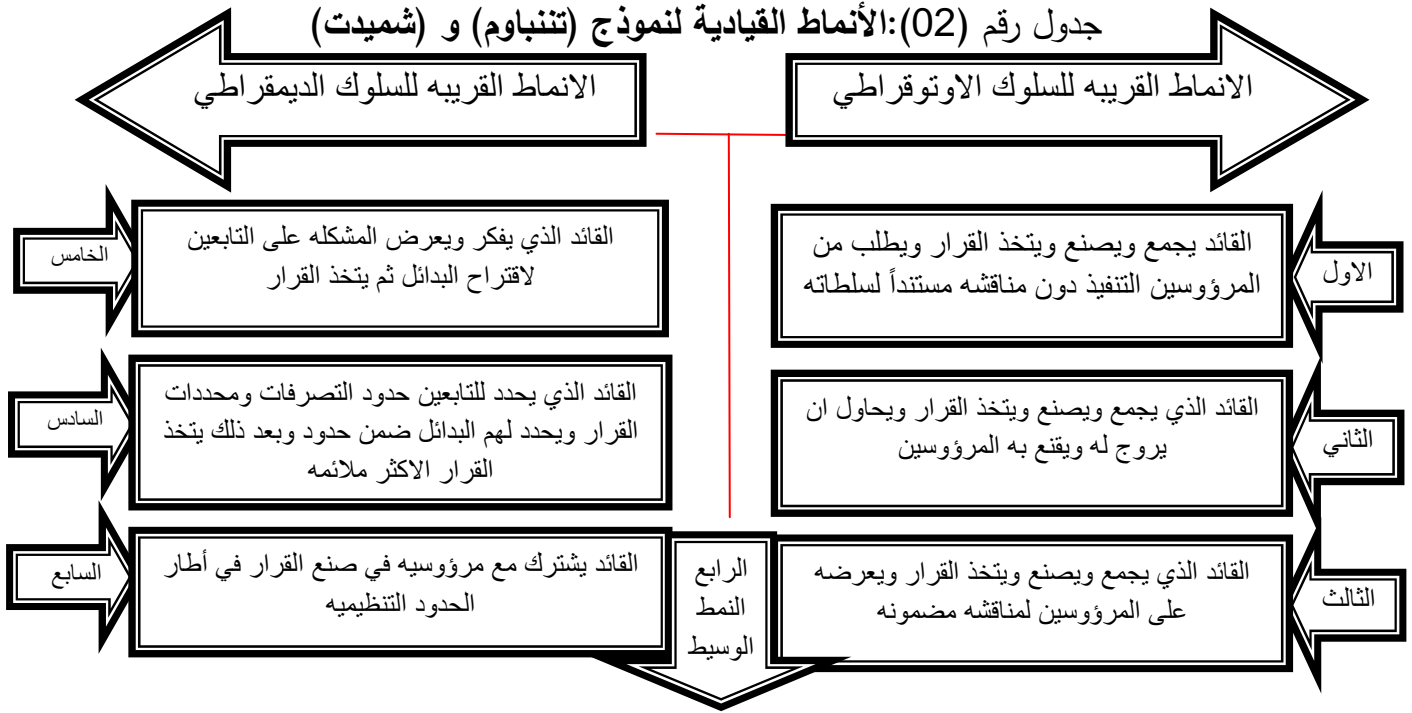 جدول رقم (02):الأنماط القيادية لنموذج (تننباوم) و (شميدت)
الانماط القريبه للسلوك الاوتوقراطي
الانماط القريبه للسلوك الديمقراطي
الاول
القائد يجمع ويصنع ويتخذ القرار ويطلب من
المرؤوسين التنفيذ دون مناقشه مستنداً لسلطاته
الثاني
القائد الذي يجمع ويصنع ويتخذ القرار ويحاول ان
يروج له ويقنع به المرؤوسين
الثالث
القائد الذي يجمع ويصنع ويتخذ القرار ويعرضه
على المرؤوسين لمناقشه مضمونه
الرابع
النمط
الوسيط
الخامس
القائد الذي يفكر ويعرض المشكله على التابعين
لاقتراح البدائل ثم يتخذ القرار
السادس
القائد الذي يحدد للتابعين حدود التصرفات ومحددات
القرار ويحدد لهم البدائل ضمن حدود وبعد ذلك يتخذ
القرار الاكثر ملائمه
السابع
القائد يشترك مع مرؤوسيه في صنع القرار في أطار
الحدود التنظيميه